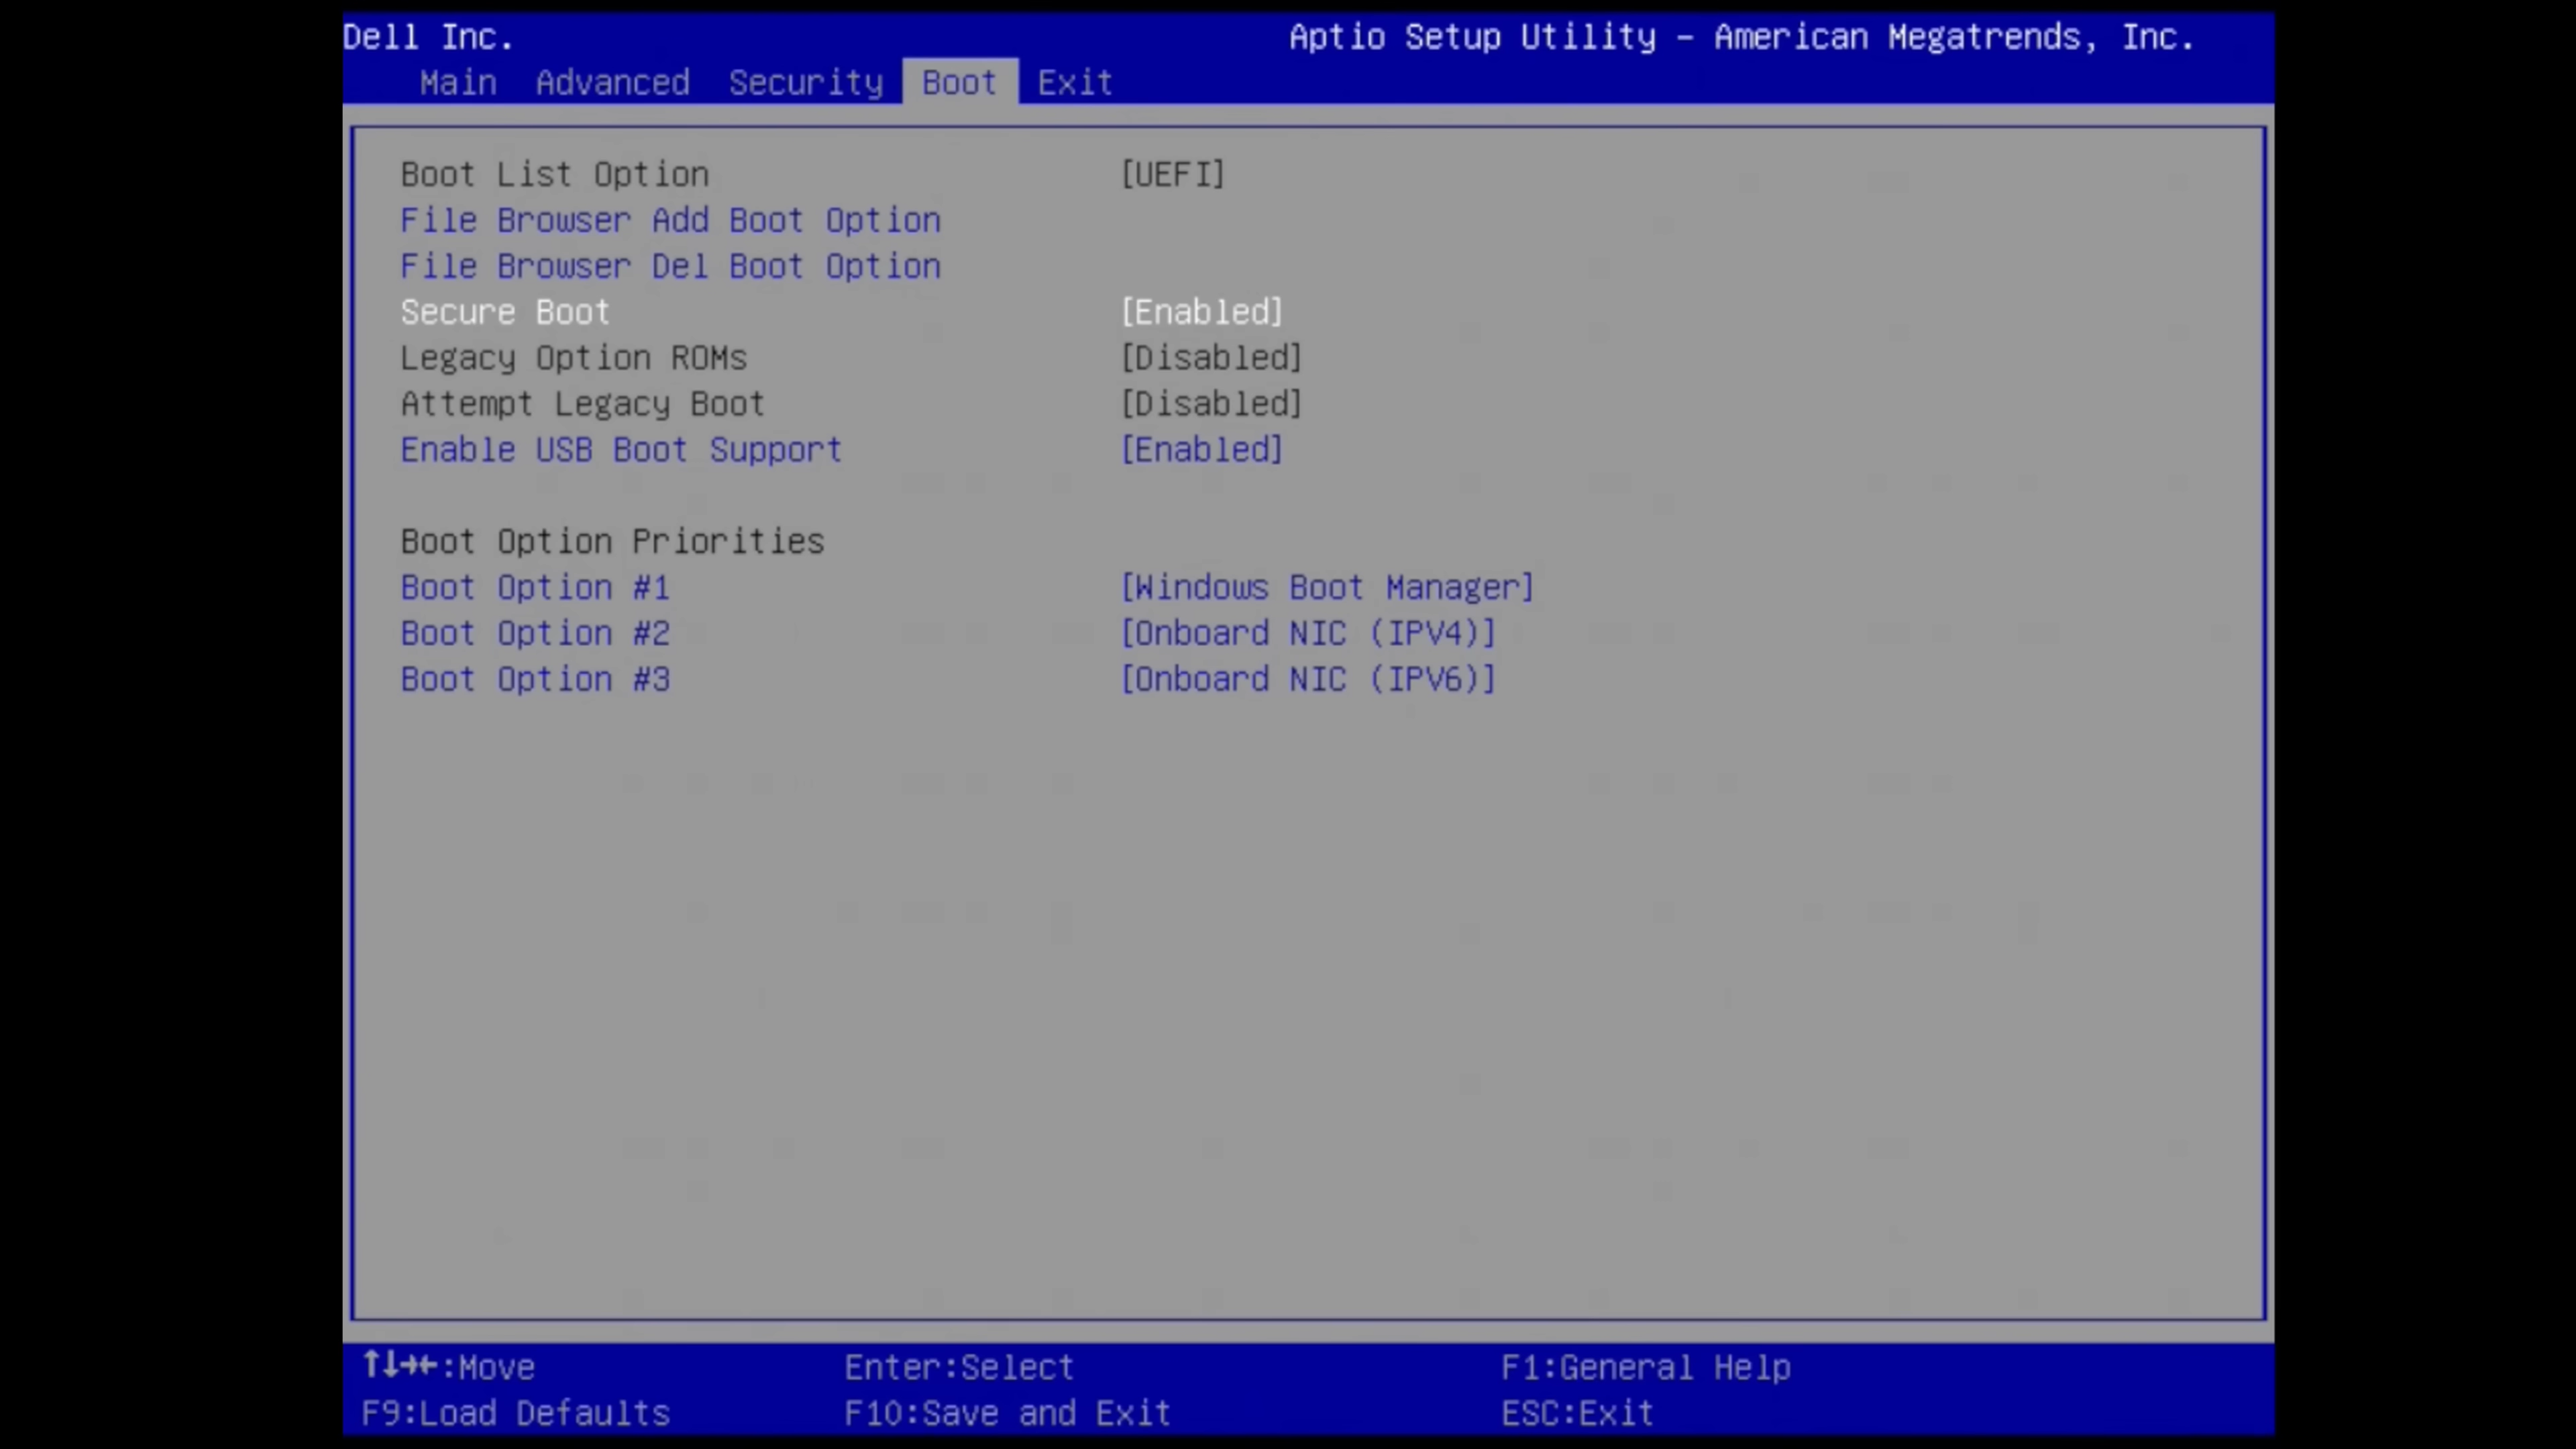 Dell Inc. Aptio Setup Utility – American Megatrends, Inc.
Main Advanced Security Boot Exit
Boot List Option [UEFI]
File Browser Add Boot Option
File Browser Del Boot Option
Secure Boot [Enabled]
Legacy Option ROMs [Disabled]
Attempt Legacy Boot [Disabled]
Enable USB Boot Support [Enabled]
Boot Option Priorities
Boot Option #1 [Windows Boot Manager]
Boot Option #2 [Onboard NIC (IPV4)]
Boot Option #3 [Onboard NIC (IPV6)]
↑↓→←:Move Enter:Select F1:General Help
F9:Load Defaults F10:Save and Exit ESC:Exit